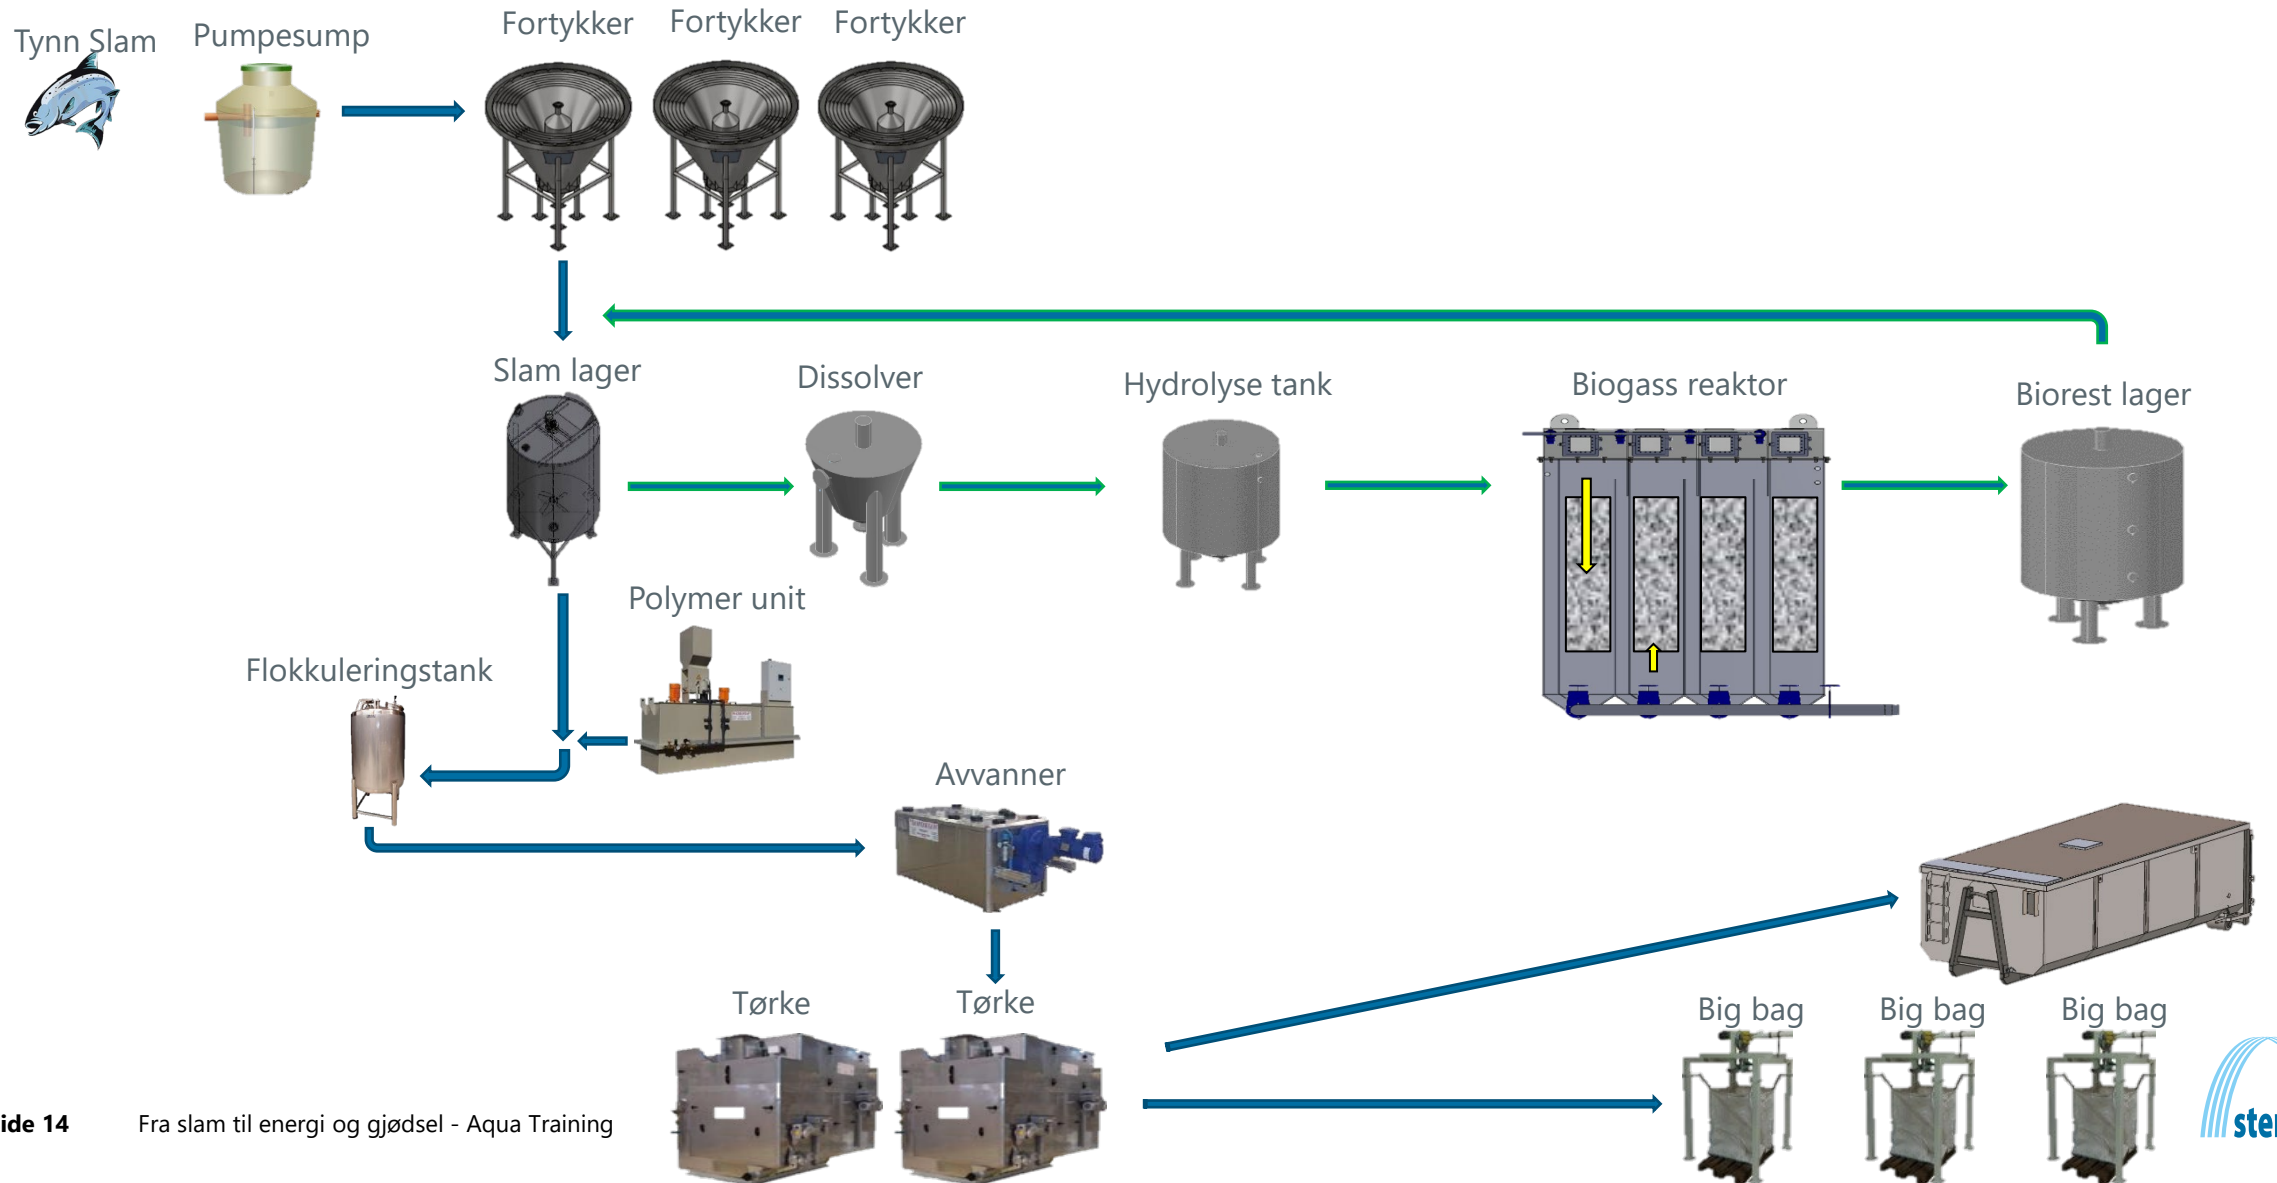 Tynn Slam
Pumpesump
Fortykker
Fortykker
Fortykker
Slam lager
Dissolver
Hydrolyse tank
Biogass reaktor
Biorest lager
Polymer unit
Flokkuleringstank
Avvanner
Tørke
Tørke
Big bag
Big bag
Big bag
ide 14
Fra slam til energi og gjødsel - Aqua Training
ste